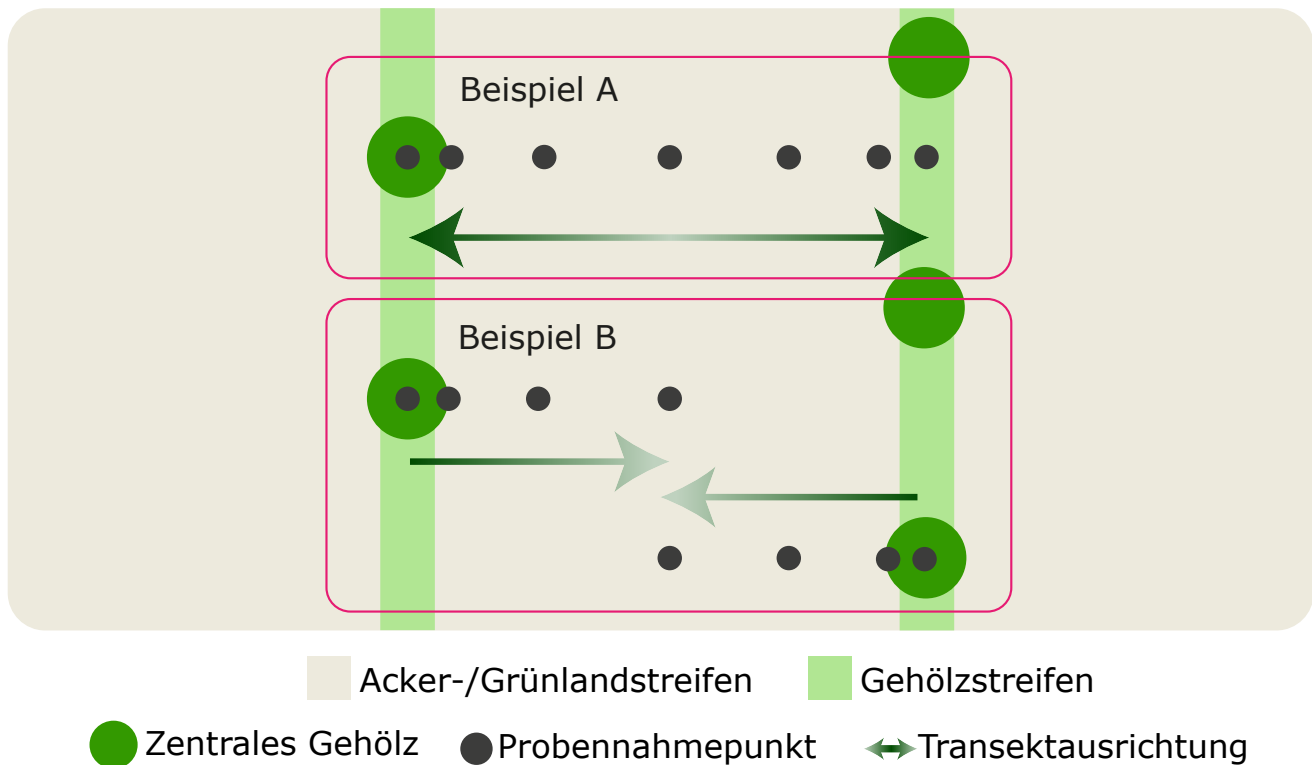 Beispiel A
Beispiel B
Acker-/Grünlandstreifen
Gehölzstreifen
Zentrales Gehölz
Probennahmepunkt
Transektausrichtung